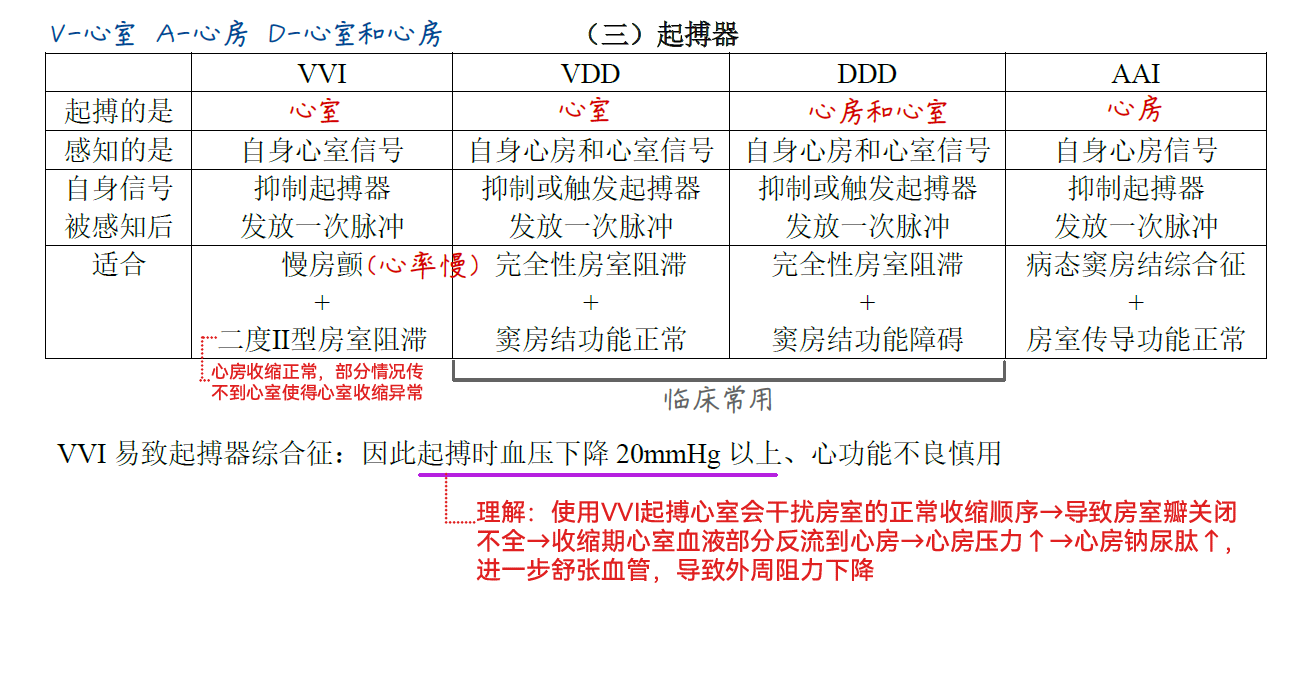 V-心室 A-心房 D-心室和心房
（三）起搏器
VVI VDD DDD AAI
起搏的是 心室 心室 心房和心室 心房
感知的是 自身心室信号 自身心房和心室信号 自身心房和心室信号 自身心房信号
自身信号 抑制起搏器 抑制或触发起搏器 抑制或触发起搏器 抑制起搏器
被感知后 发放一次脉冲 发放一次脉冲 发放一次脉冲 发放一次脉冲
适合 慢房颤(心率慢) 完全性房室阻滞 完全性房室阻滞 病态窦房结综合征
+ + + +
二度Ⅱ型房室阻滞 窦房结功能正常 窦房结功能障碍 房室传导功能正常
心房收缩正常，部分情况传
不到心室使得心室收缩异常
临床常用
VVI 易致起搏器综合征：因此起搏时血压下降 20mmHg 以上、心功能不良慎用
理解：使用VVI起搏心室会干扰房室的正常收缩顺序→导致房室瓣关闭
不全→收缩期心室血液部分反流到心房→心房压力↑→心房钠尿肽↑，
进一步舒张血管，导致外周阻力下降